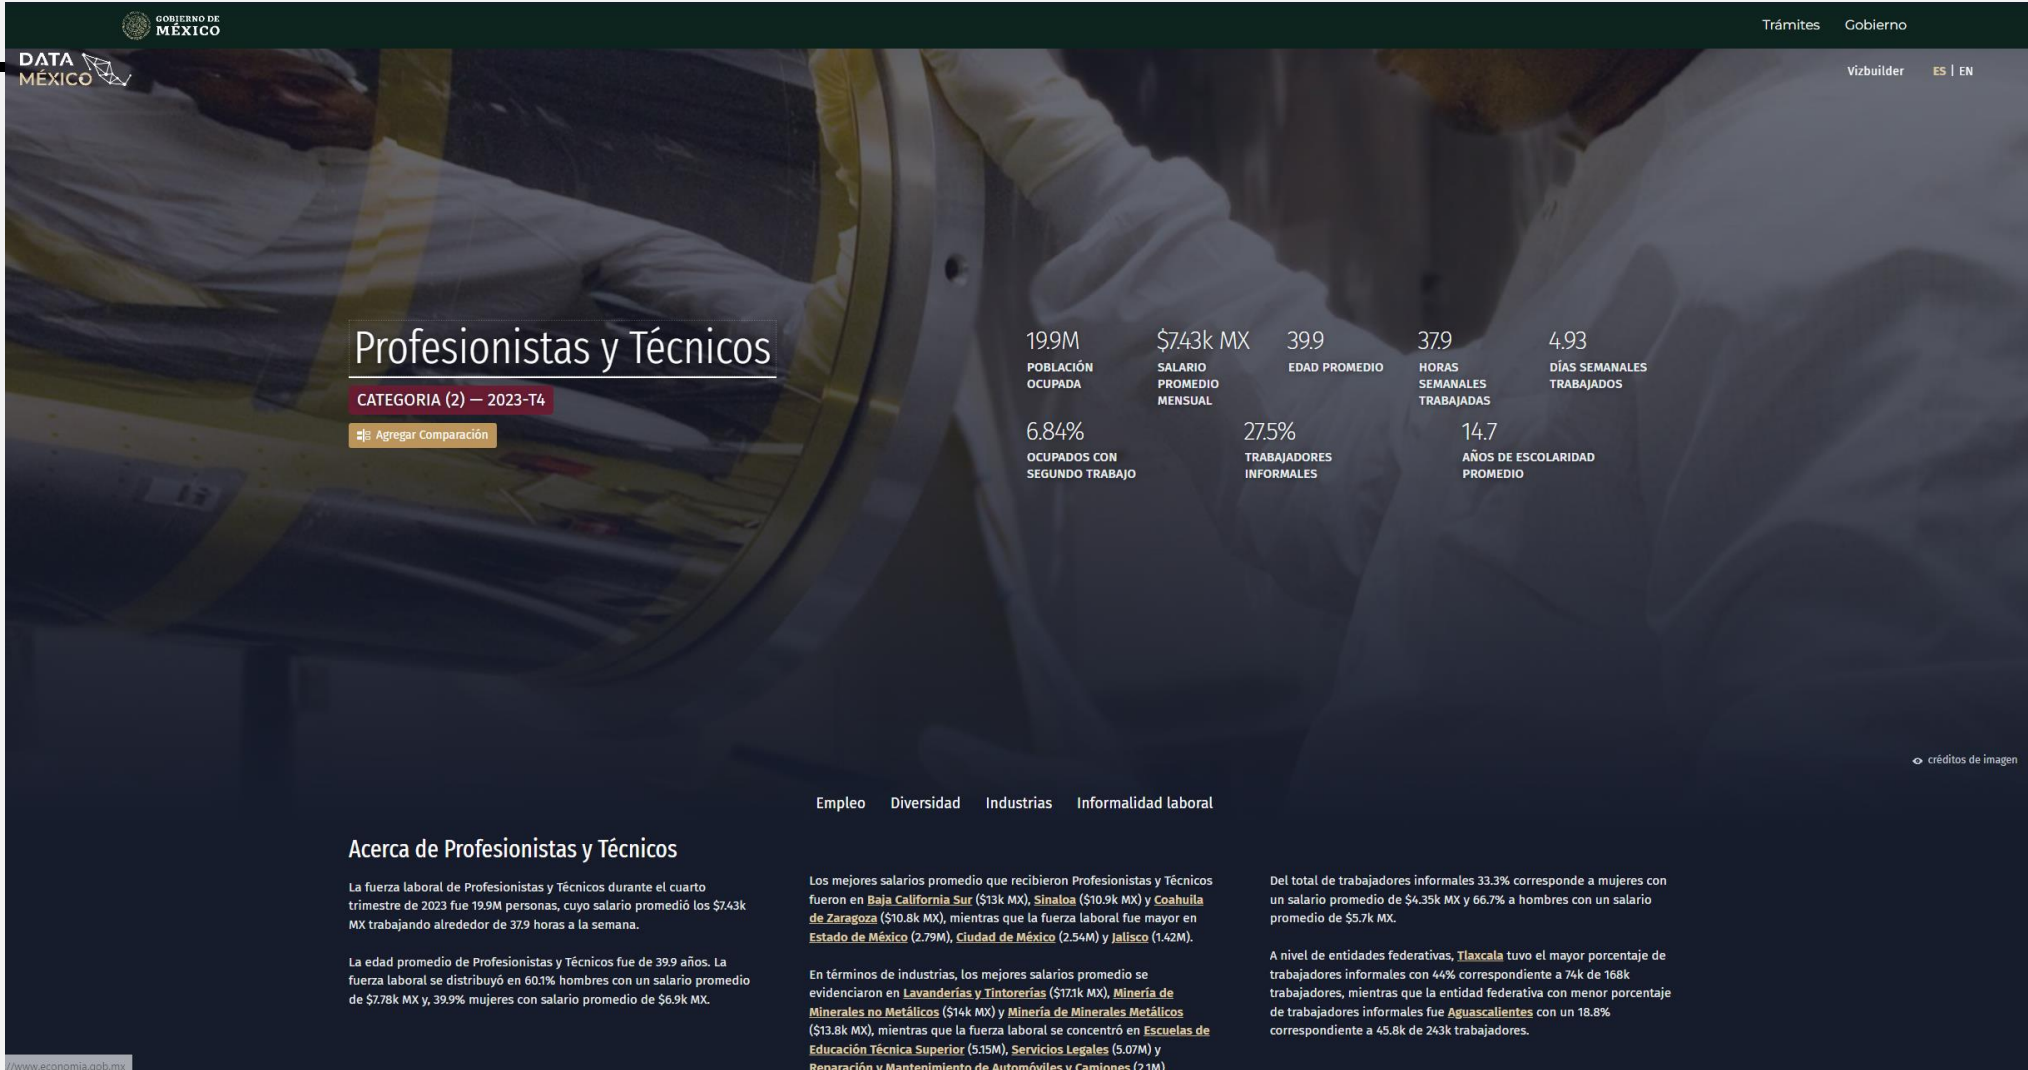 GOBIERNO DE
MÉXICO
Trámites Gobierno
DATA
MÉXICO
Vizbuilder ES | EN
Profesionistas y Técnicos
CATEGORIA (2) — 2023-T4
Agregar Comparación
19.9M
POBLACIÓN
OCUPADA
$7.43k MX
SALARIO
PROMEDIO
MENSUAL
39.9
EDAD PROMEDIO
37.9
HORAS
SEMANALES
TRABAJADAS
4.93
DÍAS SEMANALES
TRABAJADOS
6.84%
OCUPADOS CON
SEGUNDO TRABAJO
27.5%
TRABAJADORES
INFORMALES
14.7
AÑOS DE ESCOLARIDAD
PROMEDIO
créditos de imagen
Empleo Diversidad Industrias Informalidad laboral
Acerca de Profesionistas y Técnicos
La fuerza laboral de Profesionistas y Técnicos durante el cuarto
trimestre de 2023 fue 19.9M personas, cuyo salario promedió los $7.43k
MX trabajando alrededor de 37.9 horas a la semana.
La edad promedio de Profesionistas y Técnicos fue de 39.9 años. La
fuerza laboral se distribuyó en 60.1% hombres con un salario promedio
de $7.78k MX y, 39.9% mujeres con salario promedio de $6.9k MX.
Los mejores salarios promedio que recibieron Profesionistas y Técnicos
fueron en Baja California Sur ($13k MX), Sinaloa ($10.9k MX) y Coahuila
de Zaragoza ($10.8k MX), mientras que la fuerza laboral fue mayor en
Estado de México (2.79M), Ciudad de México (2.54M) y Jalisco (1.42M).
En términos de industrias, los mejores salarios promedio se
evidenciaron en Lavanderías y Tintorerías ($17.1k MX), Minería de
Minerales no Metálicos ($14k MX) y Minería de Minerales Metálicos
($13.8k MX), mientras que la fuerza laboral se concentró en Escuelas de
Educación Técnica Superior (5.15M), Servicios Legales (5.07M) y
Reparación y Mantenimiento de Automóviles y Camiones (2.1M).
Del total de trabajadores informales 33.3% corresponde a mujeres con
un salario promedio de $4.35k MX y 66.7% a hombres con un salario
promedio de $5.7k MX.
A nivel de entidades federativas, Tlaxcala tuvo el mayor porcentaje de
trabajadores informales con 44% correspondiente a 74k de 168k
trabajadores, mientras que la entidad federativa con menor porcentaje
de trabajadores informales fue Aguascalientes con un 18.8%
correspondiente a 45.8k de 243k trabajadores.
//www.economia.gob.mx